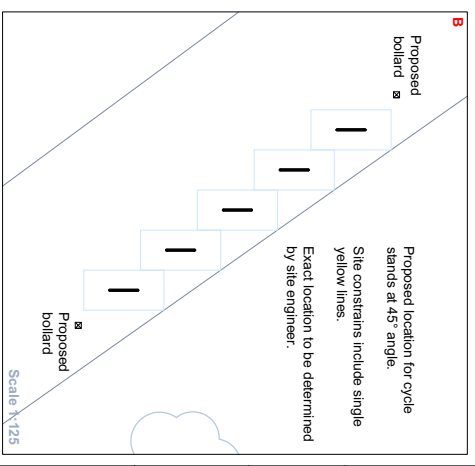 B
Proposed
bollard
Proposed location for cycle
stands at 45° angle.
Site constrains include single
yellow lines.
Exact location to be determined
by site engineer.
Proposed
bollard
Scale 1:125